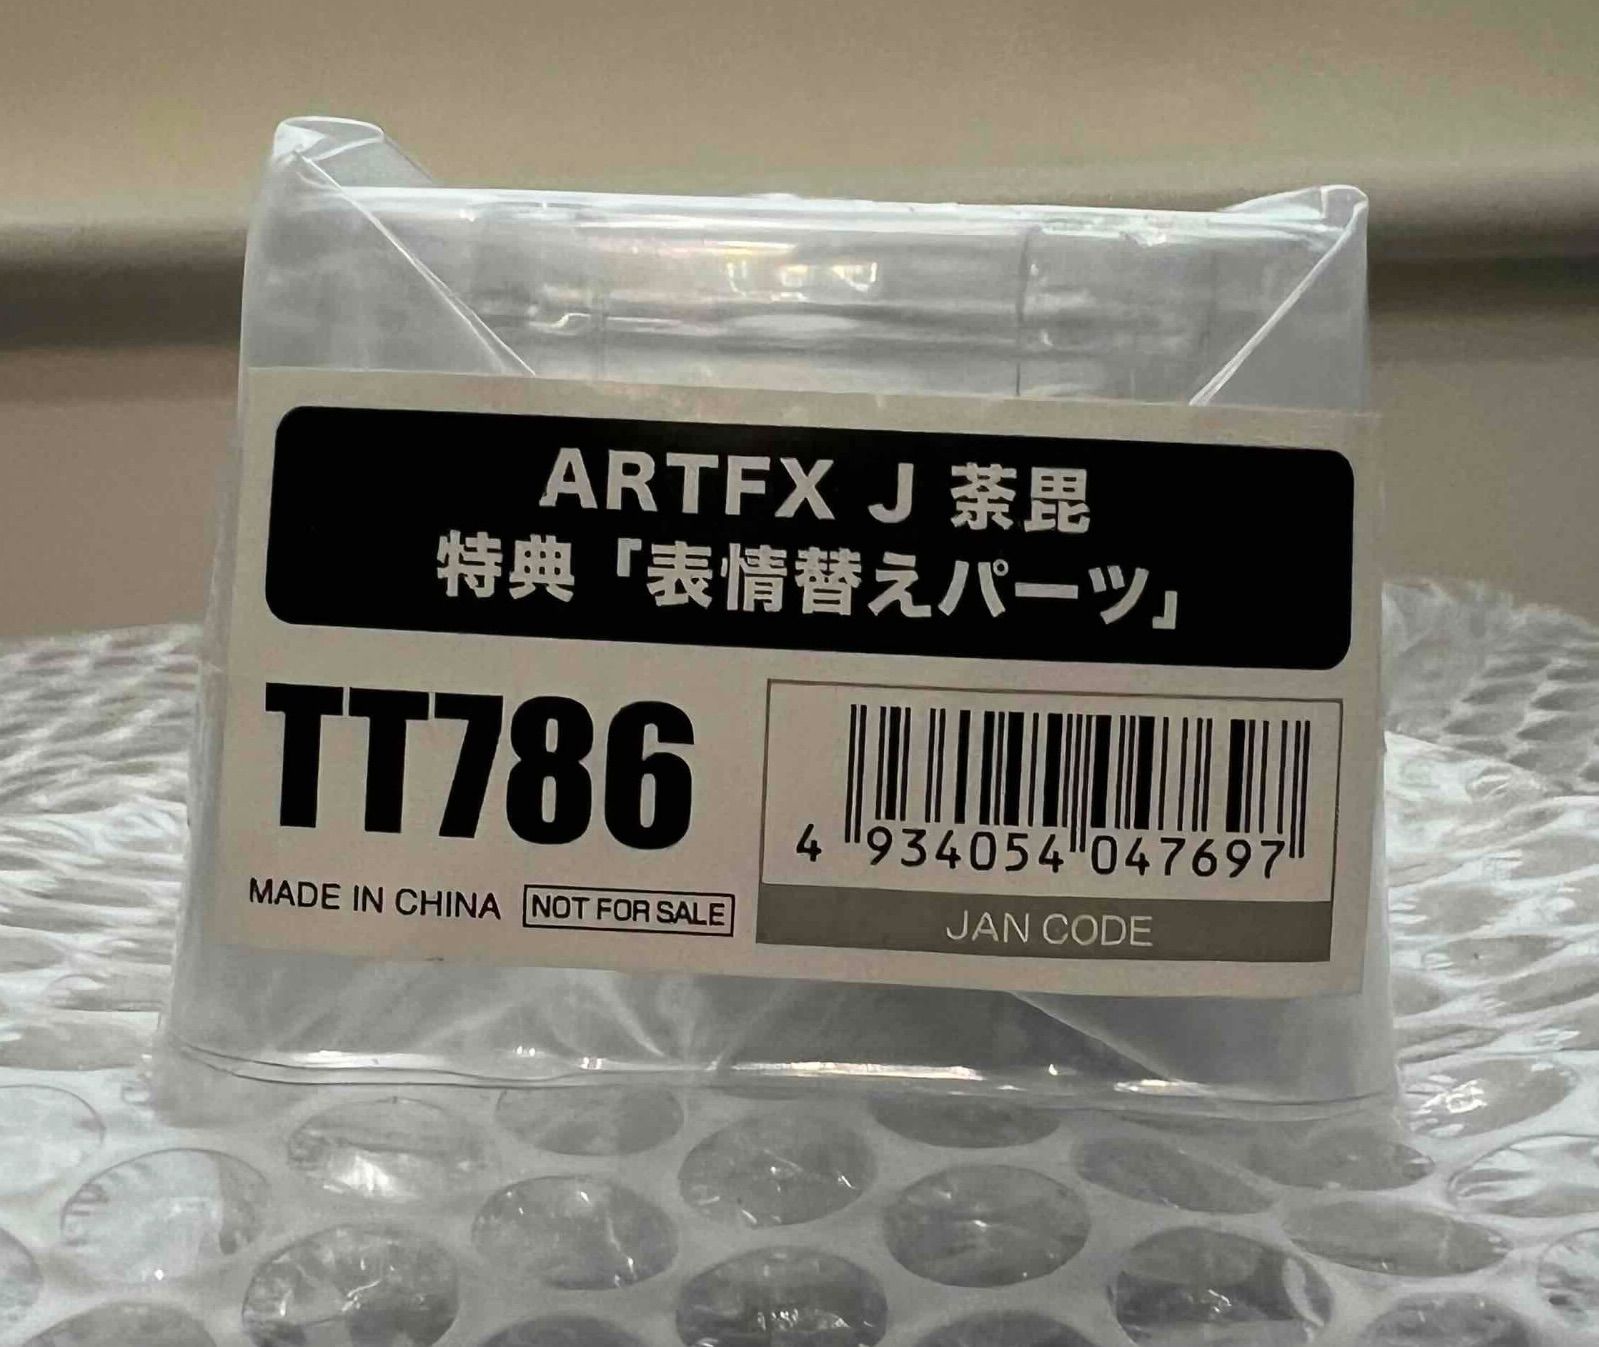 ARTFX J 荼毘
特典「表情替えパーツ」
TT786
MADE IN CHINA NOT FOR SALE
4 934054 047697
JAN CODE